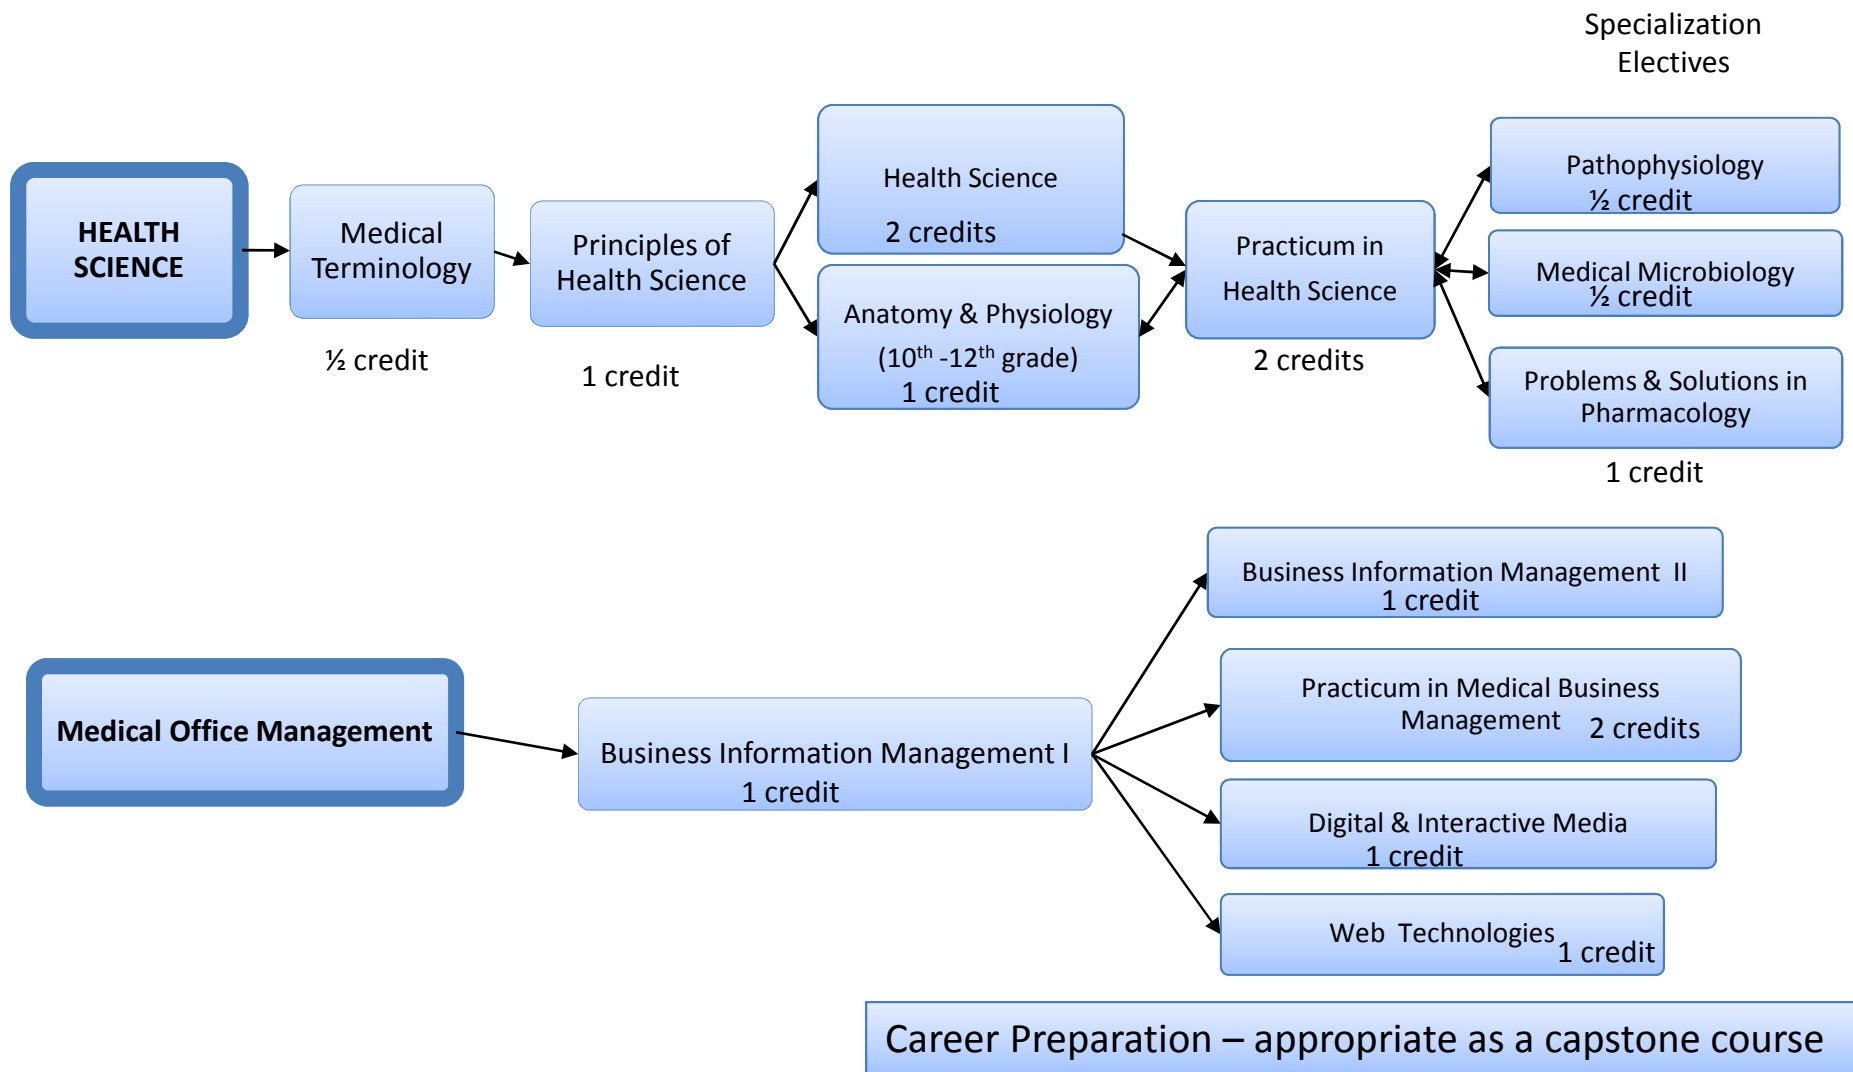 Specialization
Electives
HEALTH
SCIENCE
Medical
Terminology
½ credit
Principles of
Health Science
1 credit
Health Science
2 credits
Anatomy & Physiology
(10th -12th grade)
1 credit
Practicum in
Health Science
2 credits
Pathophysiology
½ credit
Medical Microbiology
½ credit
Problems & Solutions in
Pharmacology
1 credit
Medical Office Management
Business Information Management I
1 credit
Business Information Management  II
1 credit
Practicum in Medical Business
Management 2 credits
Digital & Interactive Media
1 credit
Web  Technologies
1 credit
Career Preparation – appropriate as a capstone course